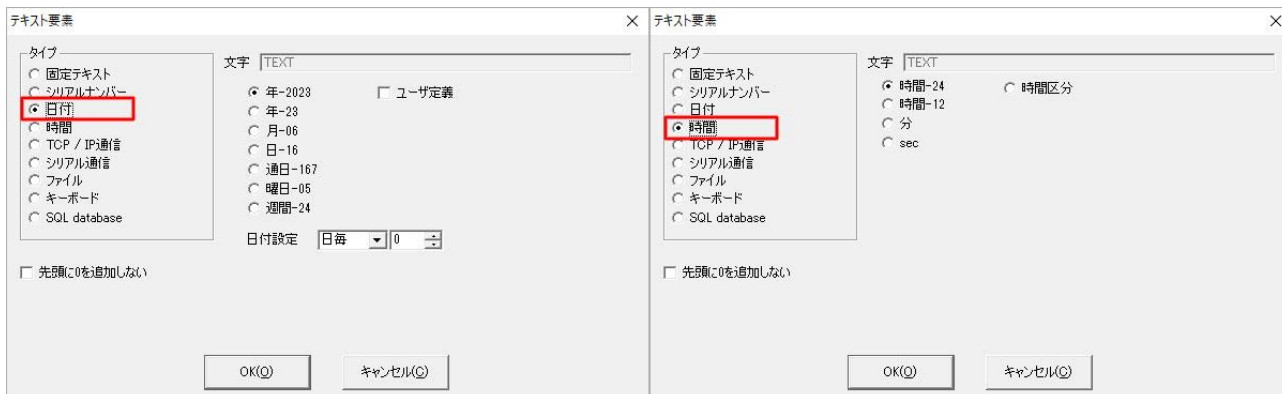 テキスト要素
タイプ
固定テキスト
シリアルナンバー
日付
時間
TCP / IP通信
シリアル通信
ファイル
キーボード
SQL database
文字 TEXT
年-2023 ユーザ定義
年-23
月-06
日-16
通日-167
曜日-05
週間-24
日付設定 日毎 0
先頭に0を追加しない
OK(O) キャンセル(C)
テキスト要素
タイプ
固定テキスト
シリアルナンバー
日付
時間
TCP / IP通信
シリアル通信
ファイル
キーボード
SQL database
文字 TEXT
時間-24 時間区分
時間-12
分
sec
先頭に0を追加しない
OK(O) キャンセル(C)